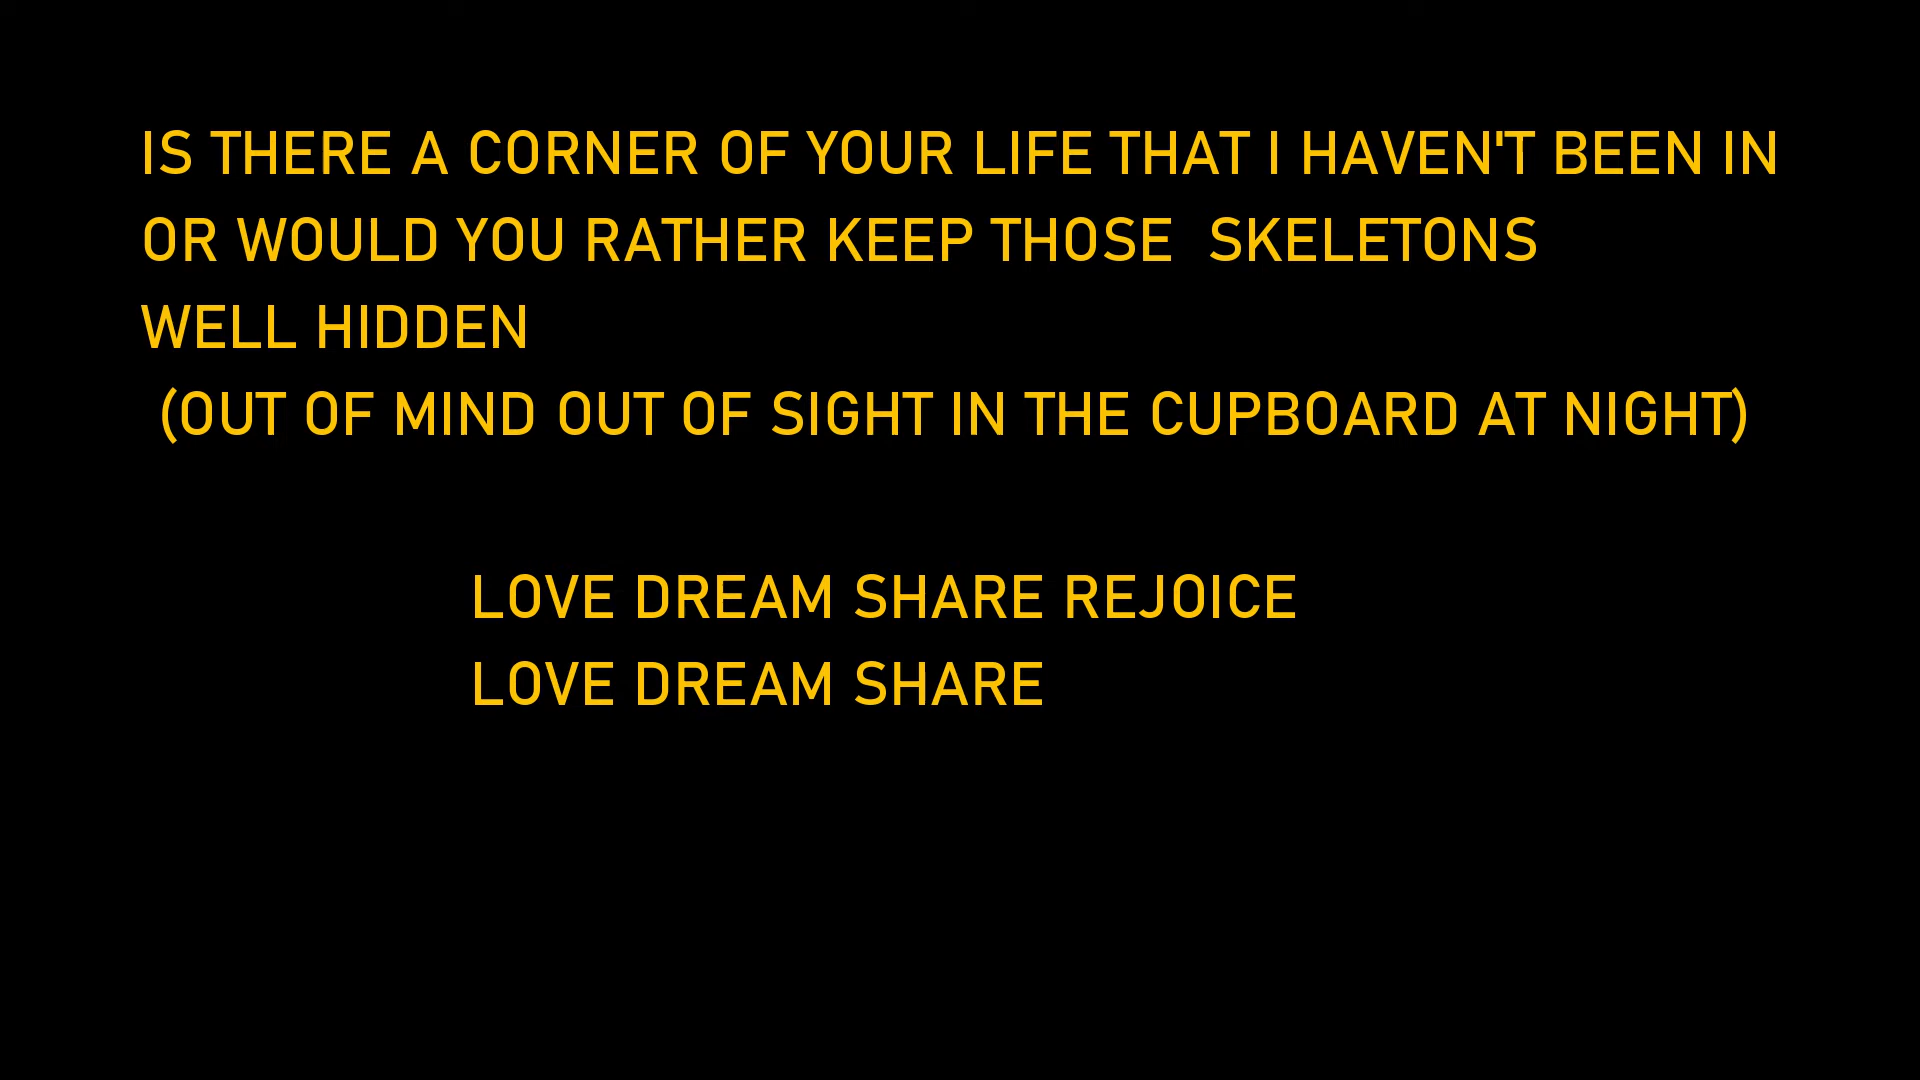 IS THERE A CORNER OF YOUR LIFE THAT I HAVEN'T BEEN IN
OR WOULD YOU RATHER KEEP THOSE  SKELETONS
WELL HIDDEN
(OUT OF MIND OUT OF SIGHT IN THE CUPBOARD AT NIGHT)
LOVE DREAM SHARE REJOICE
LOVE DREAM SHARE